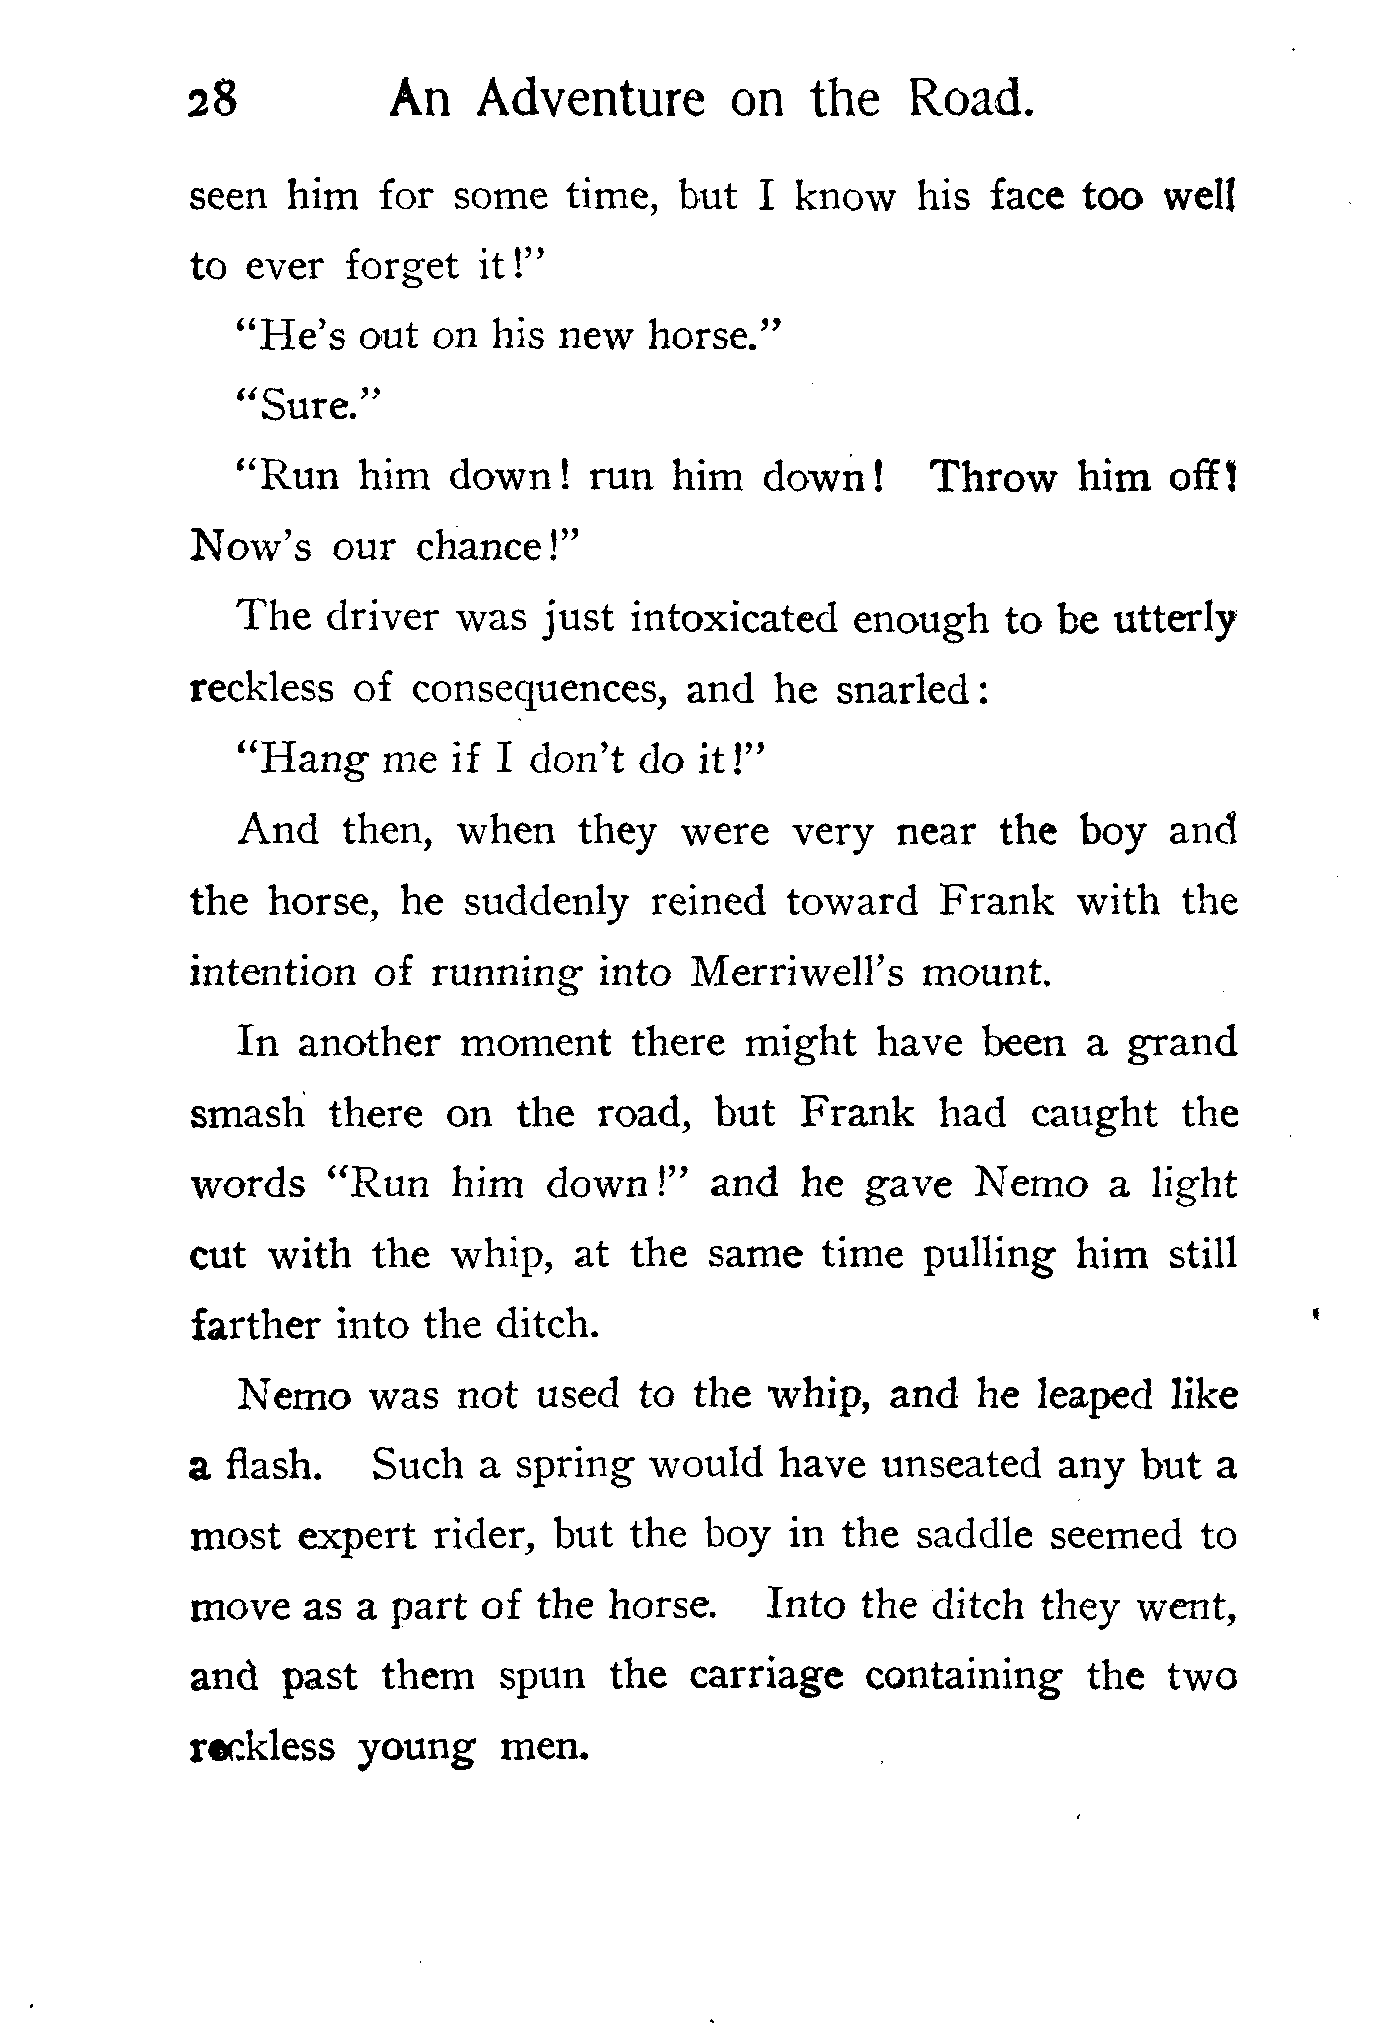 28 An Adventure on the Road.
seen him for some time, but I know his face too well
to ever forget it!”
“He’s out on his new horse.”
“Sure.”
“Run him down! run him down! Throw him off!
Now’s our chance!”
The driver was just intoxicated enough to be utterly
reckless of consequences, and he snarled:
“Hang me if I don’t do it!”
And then, when they were very near the boy and
the horse, he suddenly reined toward Frank with the
intention of running into Merriwell’s mount.
In another moment there might have been a grand
smash there on the road, but Frank had caught the
words “Run him down!” and he gave Nemo a light
cut with the whip, at the same time pulling him still
farther into the ditch.
Nemo was not used to the whip, and he leaped like
a flash. Such a spring would have unseated any but a
most expert rider, but the boy in the saddle seemed to
move as a part of the horse. Into the ditch they went,
and past them spun the carriage containing the two
reckless young men.